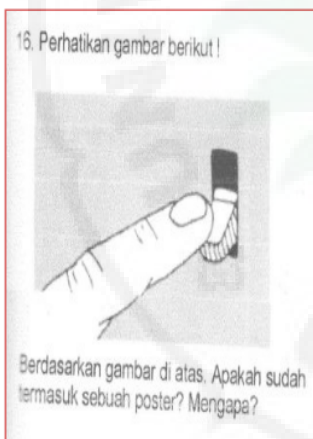 16. Perhatikan gambar berikut !
Berdasarkan gambar di atas, Apakah sudah
termasuk sebuah poster? Mengapa?